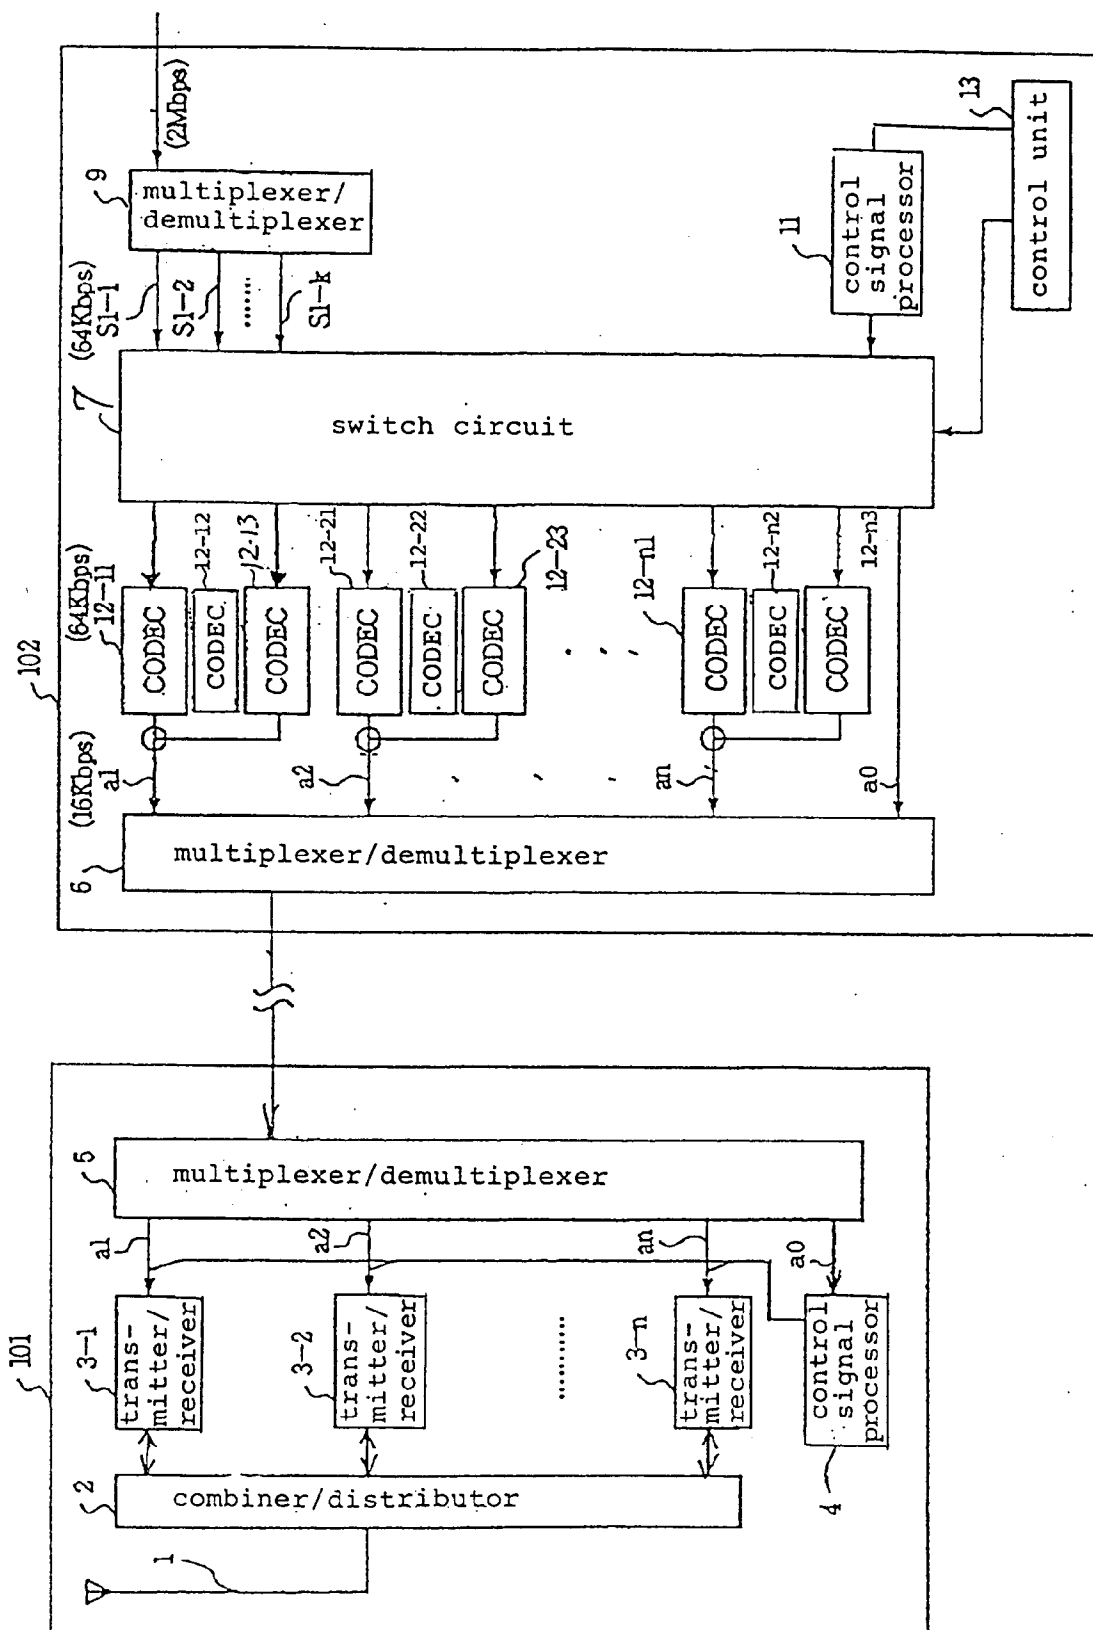 101
1
2
combiner/distributor
3-1
trans-
mitter/
receiver
3-2
trans-
mitter/
receiver
..........
3-n
trans-
mitter/
receiver
4
control
signal
processor
a1
a2
an
a0
5
multiplexer/demultiplexer
102
6
multiplexer/demultiplexer
(16Kbps)
a1
a2
an
a0
(64Kbps)
12-11
CODEC
12-12
CODEC
12-13
CODEC
12-21
CODEC
12-22
CODEC
12-23
CODEC
12-n1
CODEC
12-n2
CODEC
12-n3
CODEC
7
switch circuit
(64Kbps)
S1-1
S1-2
.......
S1-k
9
multiplexer/
demultiplexer
(2Mbps)
11
control
signal
processor
13
control unit